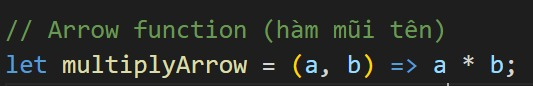 // Arrow function (hàm mũi tên)
let multiplyArrow = (a, b) => a * b;